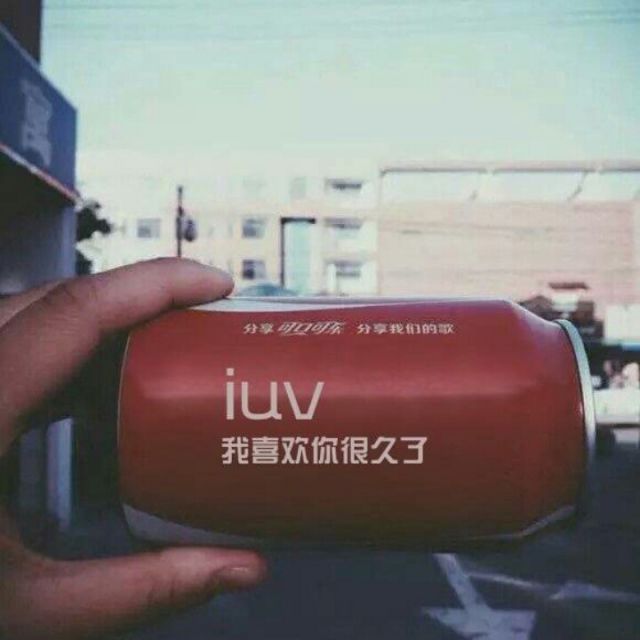 分享 可口可乐 分享我们的歌
iuv
我喜欢你很久了